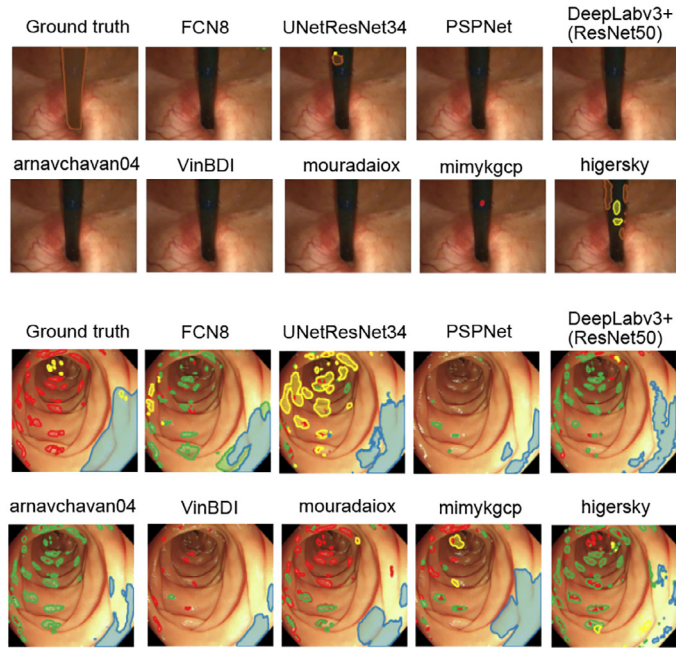 Ground truth
FCN8
UNetResNet34
PSPNet
DeepLabv3+
(ResNet50)
arnavchavan04
VinBDI
mouradaiox
mimykgcp
higersky
Ground truth
FCN8
UNetResNet34
PSPNet
DeepLabv3+
(ResNet50)
arnavchavan04
VinBDI
mouradaiox
mimykgcp
higersky